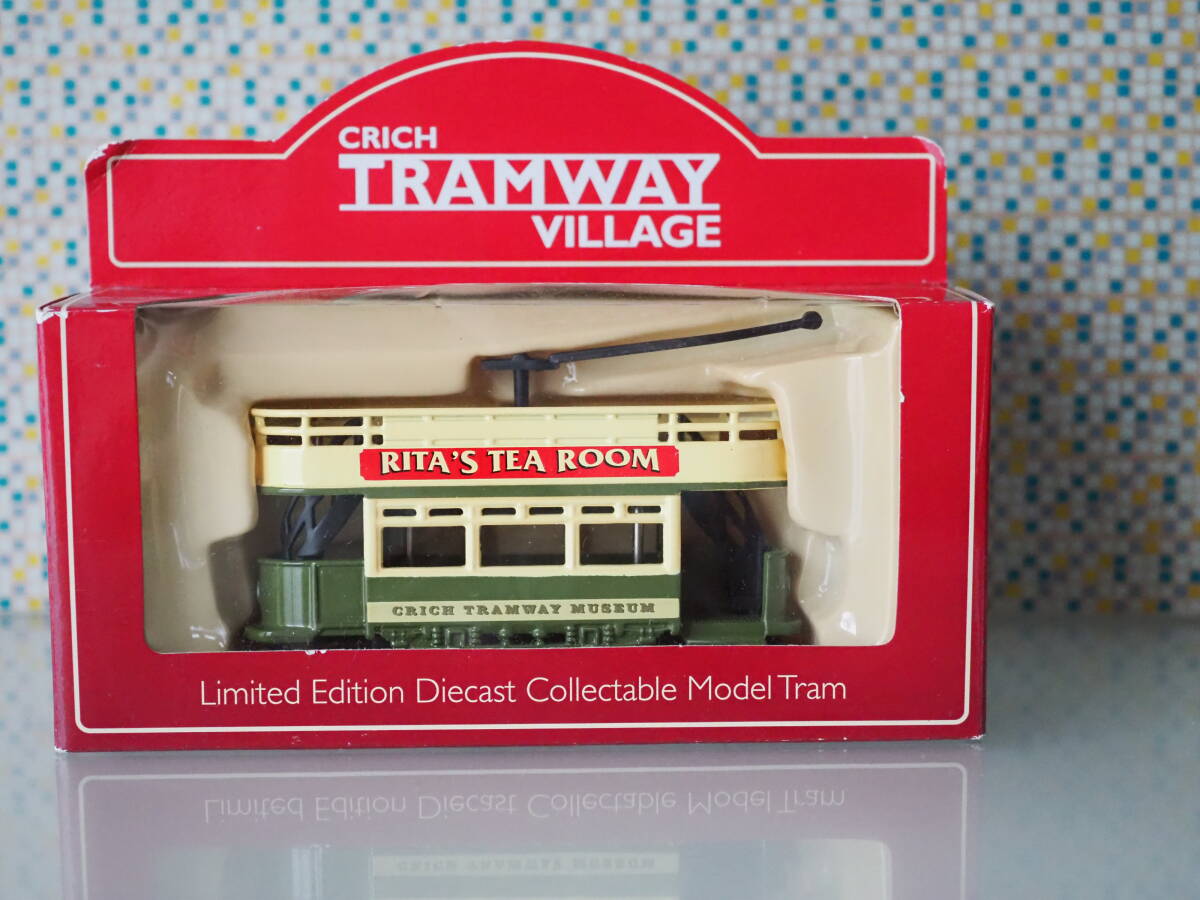 CRICH
TRAMWAY
VILLAGE
RITA'S TEA ROOM
CRICH TRAMWAY MUSEUM
Limited Edition Diecast Collectable Model Tram